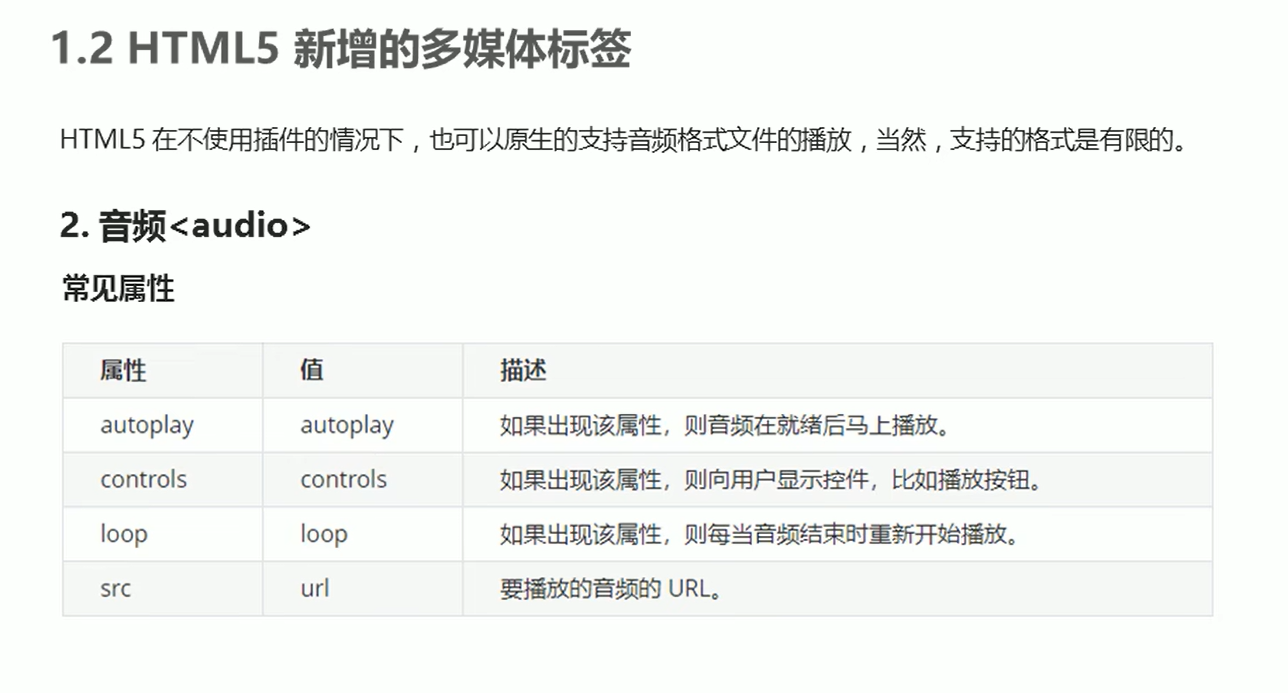 1.2 HTML5 新增的多媒体标签
HTML5 在不使用插件的情况下，也可以原生的支持音频格式文件的播放，当然，支持的格式是有限的。
2. 音频<audio>
常见属性
属性 值 描述
autoplay autoplay 如果出现该属性，则音频在就绪后马上播放。
controls controls 如果出现该属性，则向用户显示控件，比如播放按钮。
loop loop 如果出现该属性，则每当音频结束时重新开始播放。
src url 要播放的音频的 URL。